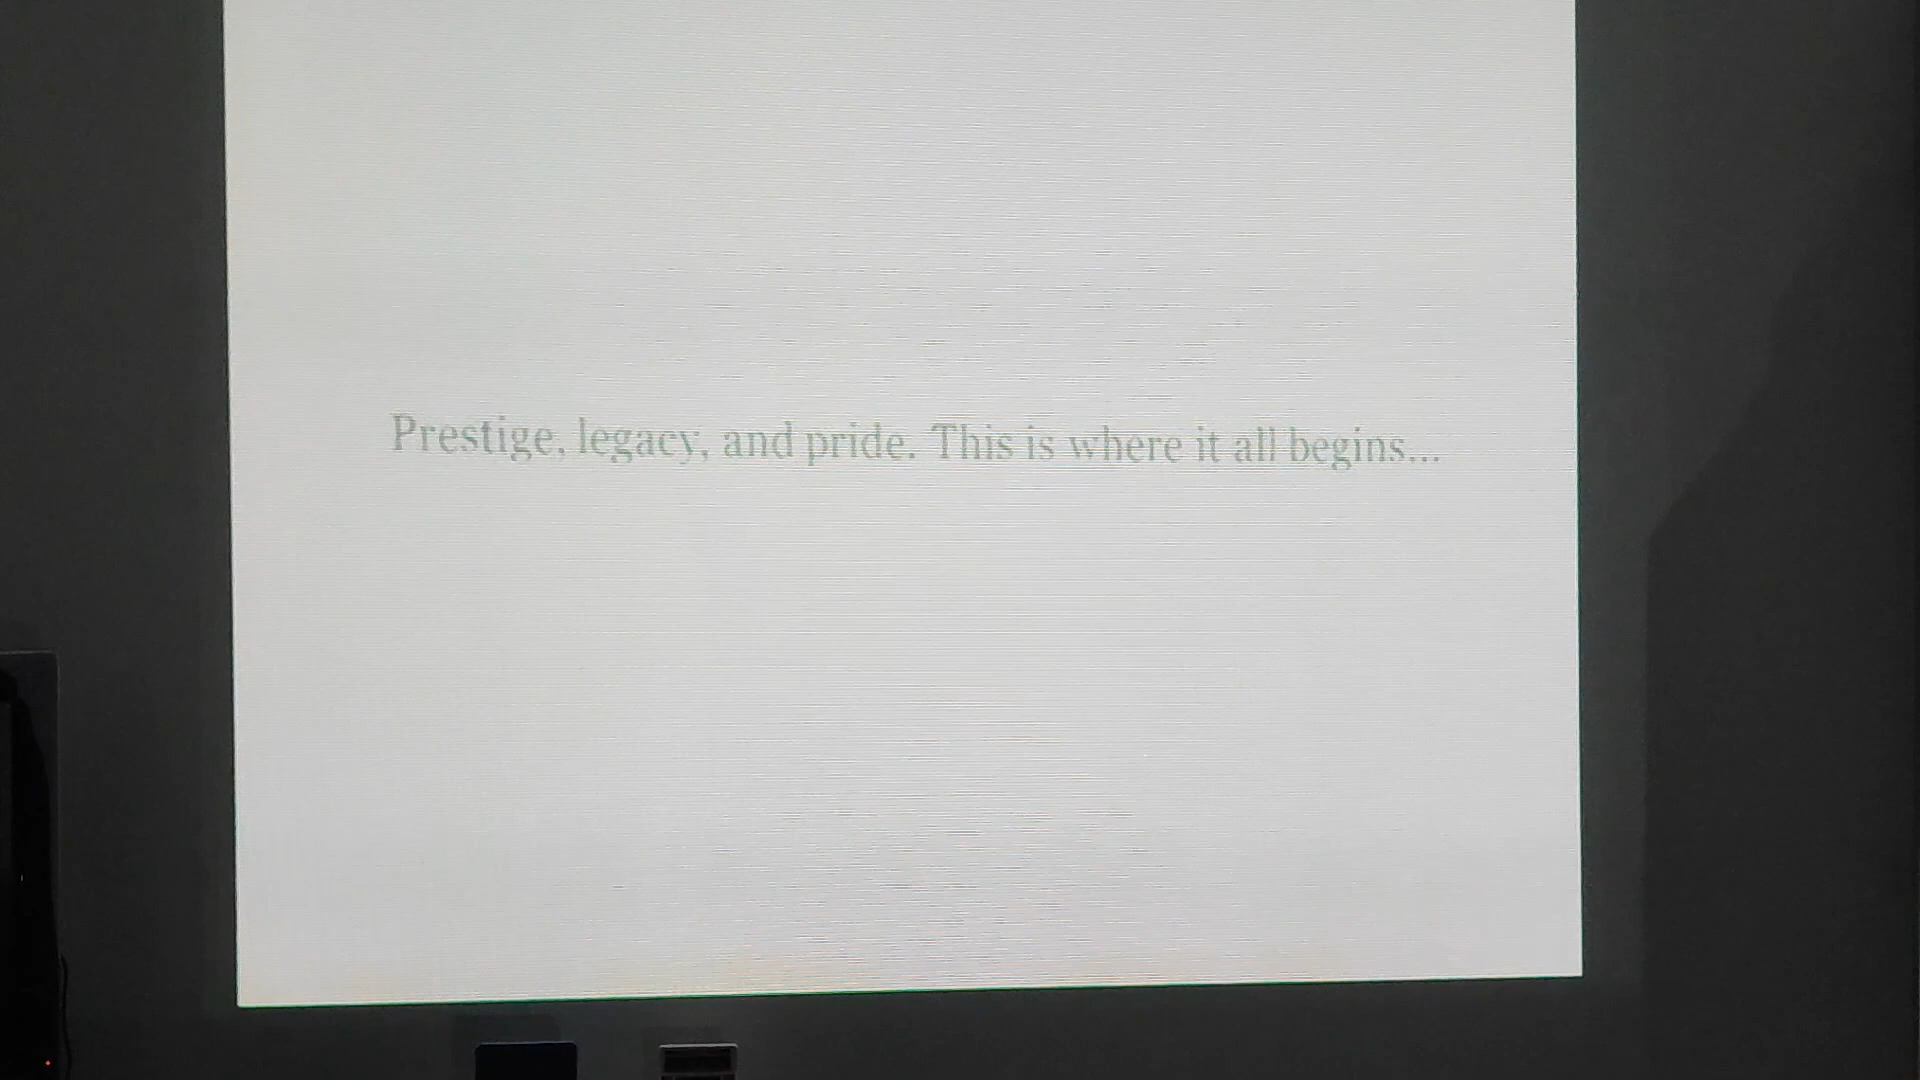 Prestige, legacy, and pride. This is where it all begins...